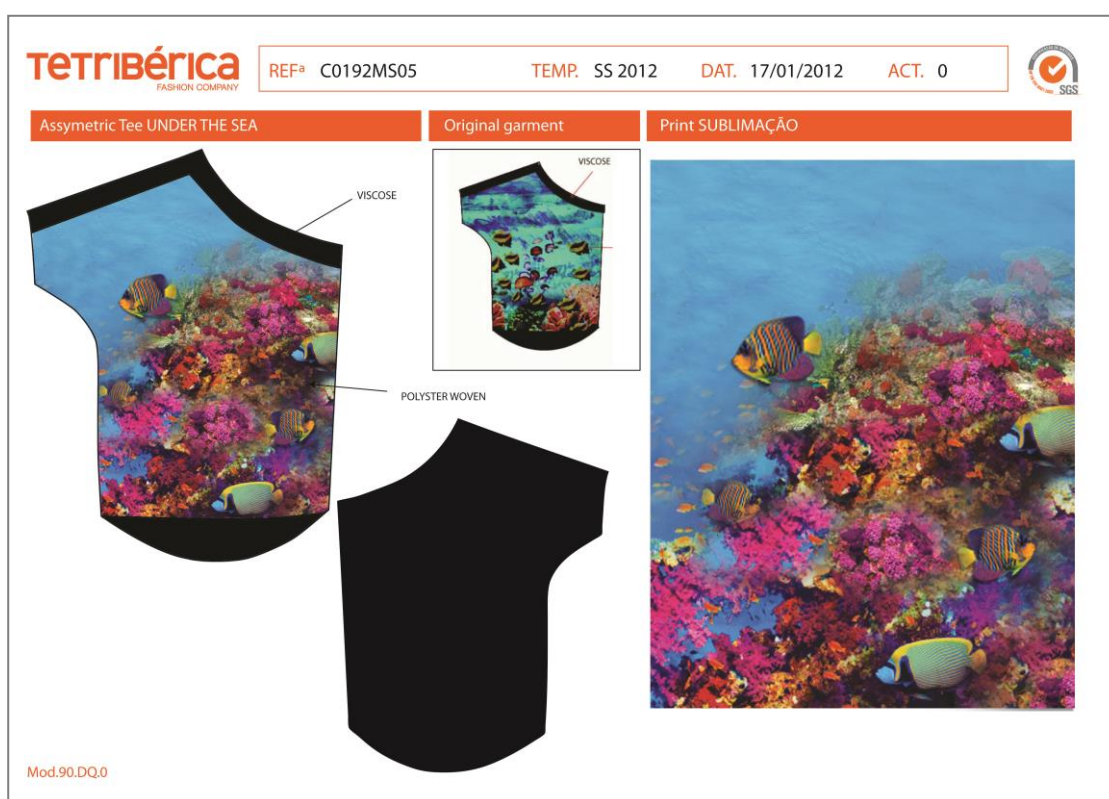 TETRIBÉRICA
FASHION COMPANY
REFª C0192MS05 TEMP. SS 2012 DAT. 17/01/2012 ACT. 0
SGS
Assymetric Tee UNDER THE SEA
Original garment
Print SUBLIMAÇÃO
VISCOSE
VISCOSE
POLYSTER WOVEN
Mod.90.DQ.0